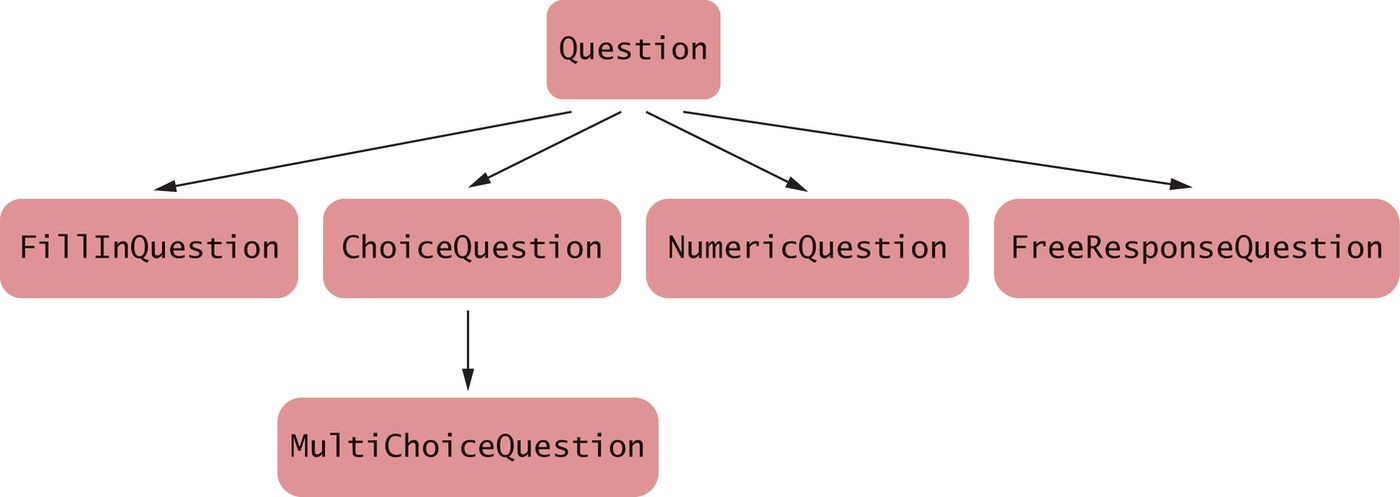 Question
FillInQuestion
ChoiceQuestion
NumericQuestion
FreeResponseQuestion
MultiChoiceQuestion